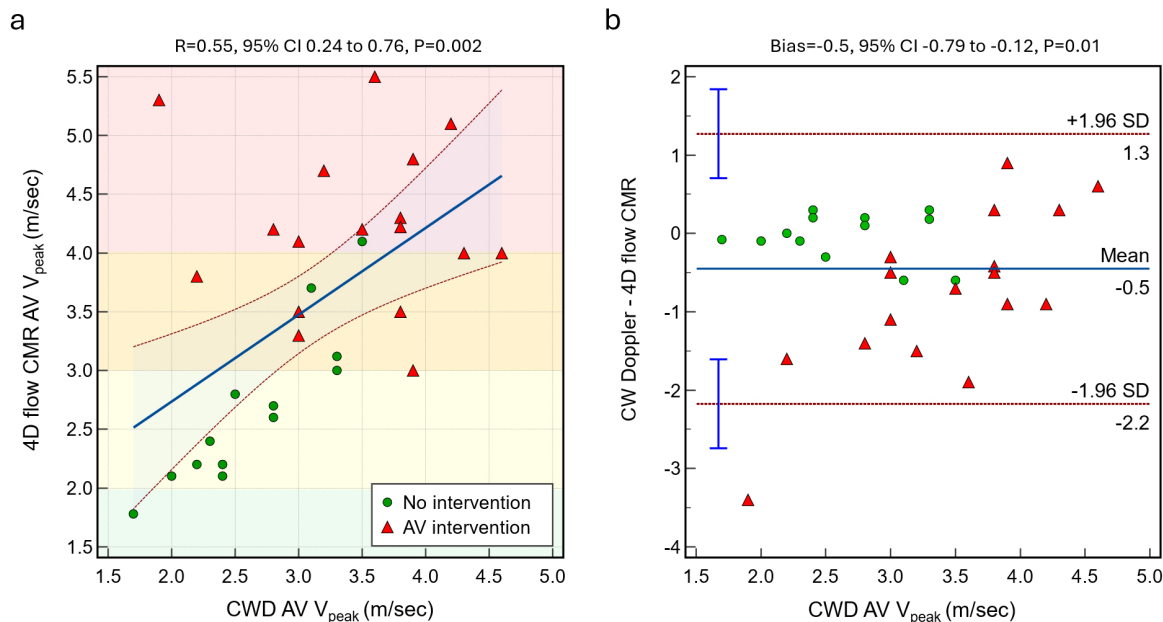 a
R=0.55, 95% CI 0.24 to 0.76, P=0.002
4D flow CMR AV Vpeak (m/sec)
5.5
5.0
4.5
4.0
3.5
3.0
2.5
2.0
1.5
No intervention
AV intervention
1.5 2.0 2.5 3.0 3.5 4.0 4.5 5.0
CWD AV Vpeak (m/sec)
b
Bias=-0.5, 95% CI -0.79 to -0.12, P=0.01
CW Doppler - 4D flow CMR
2
1
0
-1
-2
-3
-4
+1.96 SD
1.3
Mean
-0.5
-1.96 SD
-2.2
1.5 2.0 2.5 3.0 3.5 4.0 4.5 5.0
CWD AV Vpeak (m/sec)